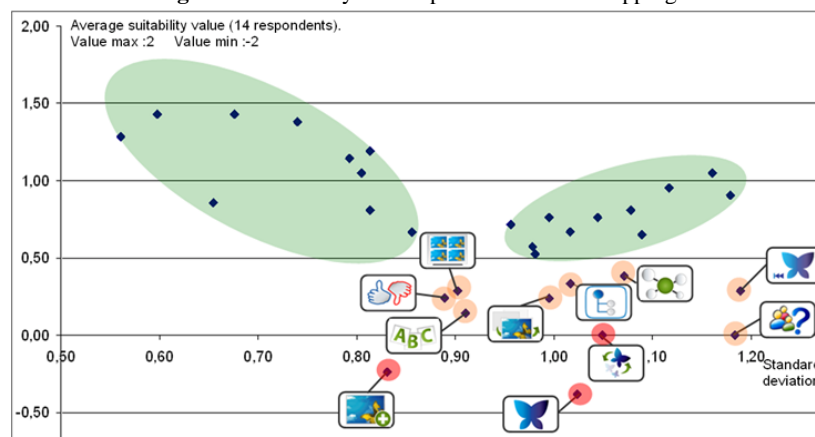 Average suitability value (14 respondents).
Value max :2 Value min :-2
2,00
1,50
1,00
0,50
0,00
-0,50
0,50 0,60 0,70 0,80 0,90 1,00 ,10 1,20
Standard
deviation
ABC
?